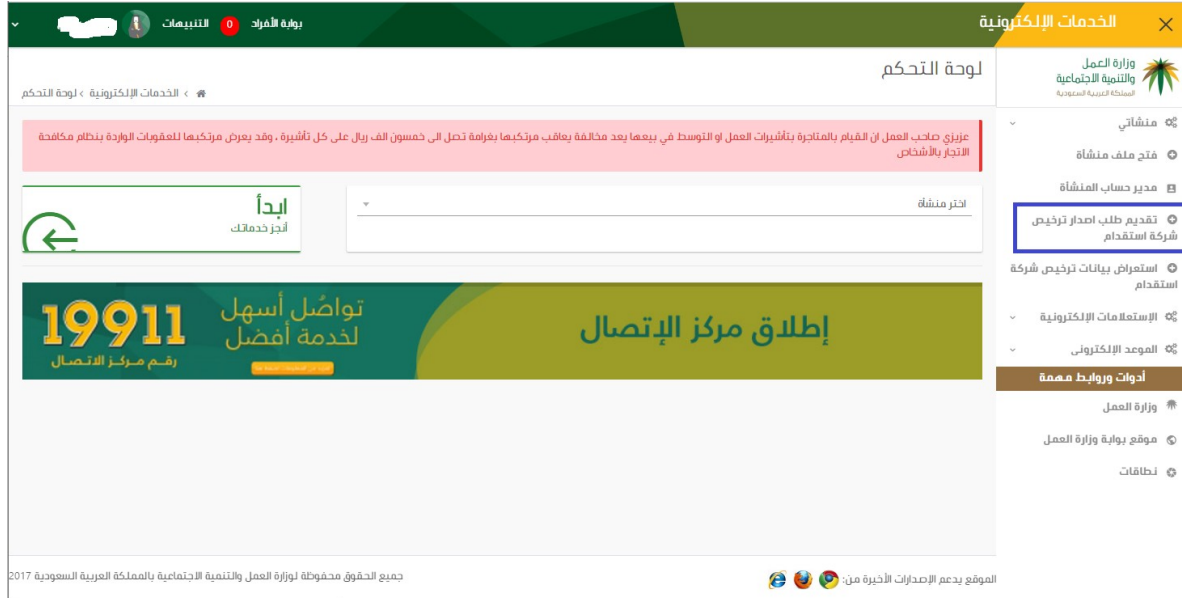 الخدمات الإلكترونية
بوابة الأفراد
0
التنبيهات
وزارة العمل
والتنمية الاجتماعية
المملكة العربية السعودية
منشآتي
فتح ملف منشأة
مدير حساب المنشأة
تقديم طلب اصدار ترخيص
شركة استقدام
استعراض بيانات ترخيص شركة
استقدام
الإستعلامات الإلكترونية
الموعد الإلكترونى
أدوات وروابط مهمة
وزارة العمل
موقع بوابة وزارة العمل
نطاقات
لوحة التحكم
الخدمات الإلكترونية > لوحة التحكم
عزيزي صاحب العمل ان القيام بالمتاجرة بتأشيرات العمل او التوسط في بيعها يعد مخالفة يعاقب مرتكبها بغرامة تصل الى خمسون الف ريال على كل تأشيرة ، وقد يعرض مرتكبها للعقوبات الواردة بنظام مكافحة
الاتجار بالأشخاص
اختر منشأة
ابدأ
أنجز خدماتك
إطلاق مركز الإتصال
تواصُل أسهل
لخدمة أفضل
19911
رقــم مـركـز الاتـصـال
الموقع يدعم الإصدارات الأخيرة من:
جميع الحقوق محفوظة لوزارة العمل والتنمية الاجتماعية بالمملكة العربية السعودية 2017